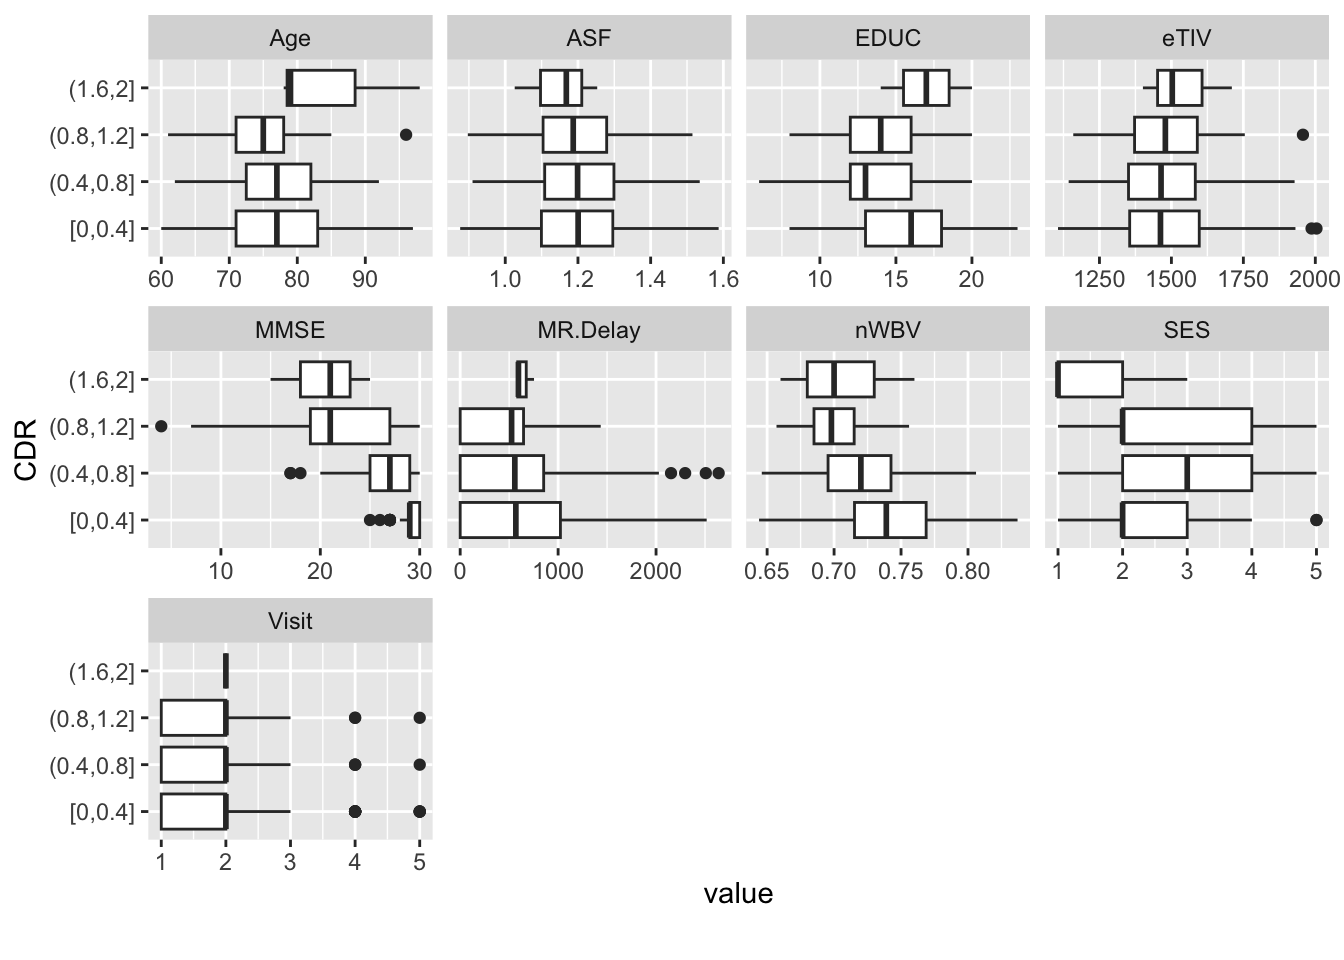 Age ASF EDUC eTIV
(1.6,2]
(0.8,1.2]
(0.4,0.8]
[0,0.4]
60 70 80 90 1.0 1.2 1.4 1.6 10 15 20 1250 1500 1750 2000
MMSE MR.Delay nWBV SES
(1.6,2]
(0.8,1.2]
(0.4,0.8]
[0,0.4]
10 20 30 0 1000 2000 0.65 0.70 0.75 0.80 1 2 3 4 5
CDR
Visit
(1.6,2]
(0.8,1.2]
(0.4,0.8]
[0,0.4]
1 2 3 4 5
value